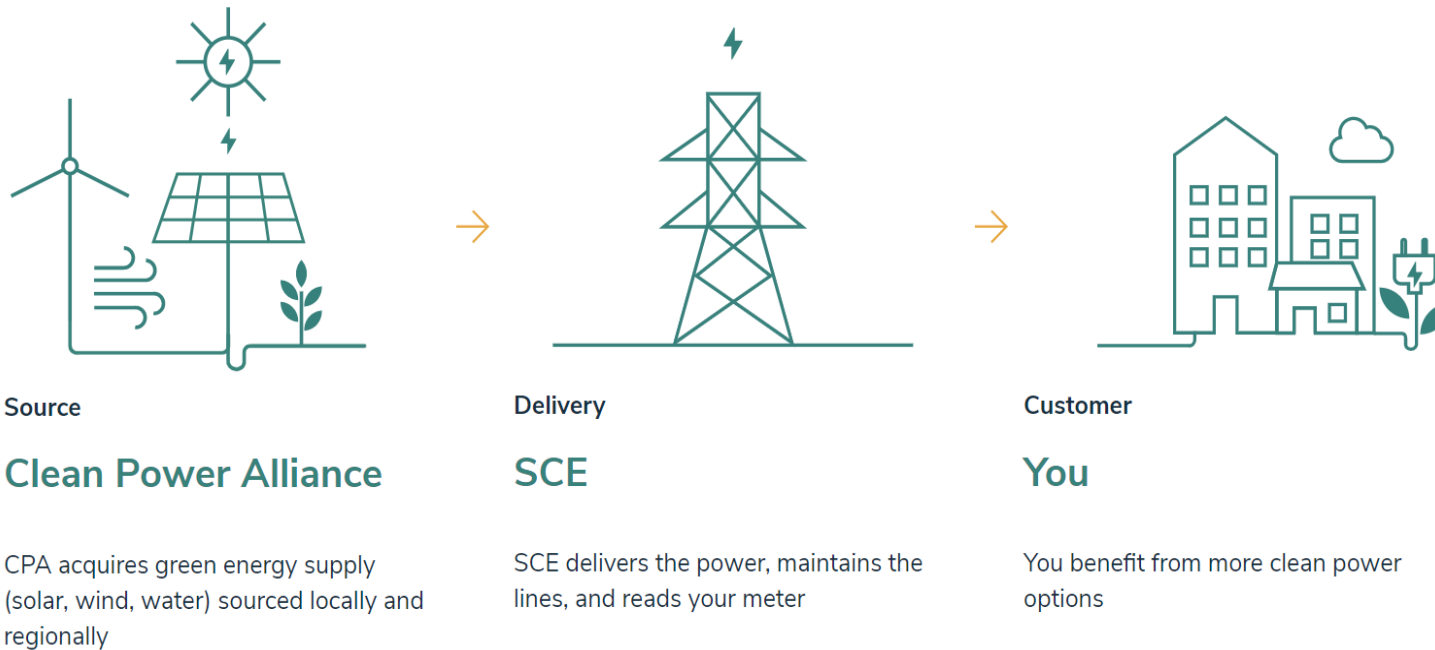 Source
Clean Power Alliance
CPA acquires green energy supply
(solar, wind, water) sourced locally and
regionally
Delivery
SCE
SCE delivers the power, maintains the
lines, and reads your meter
Customer
You
You benefit from more clean power
options